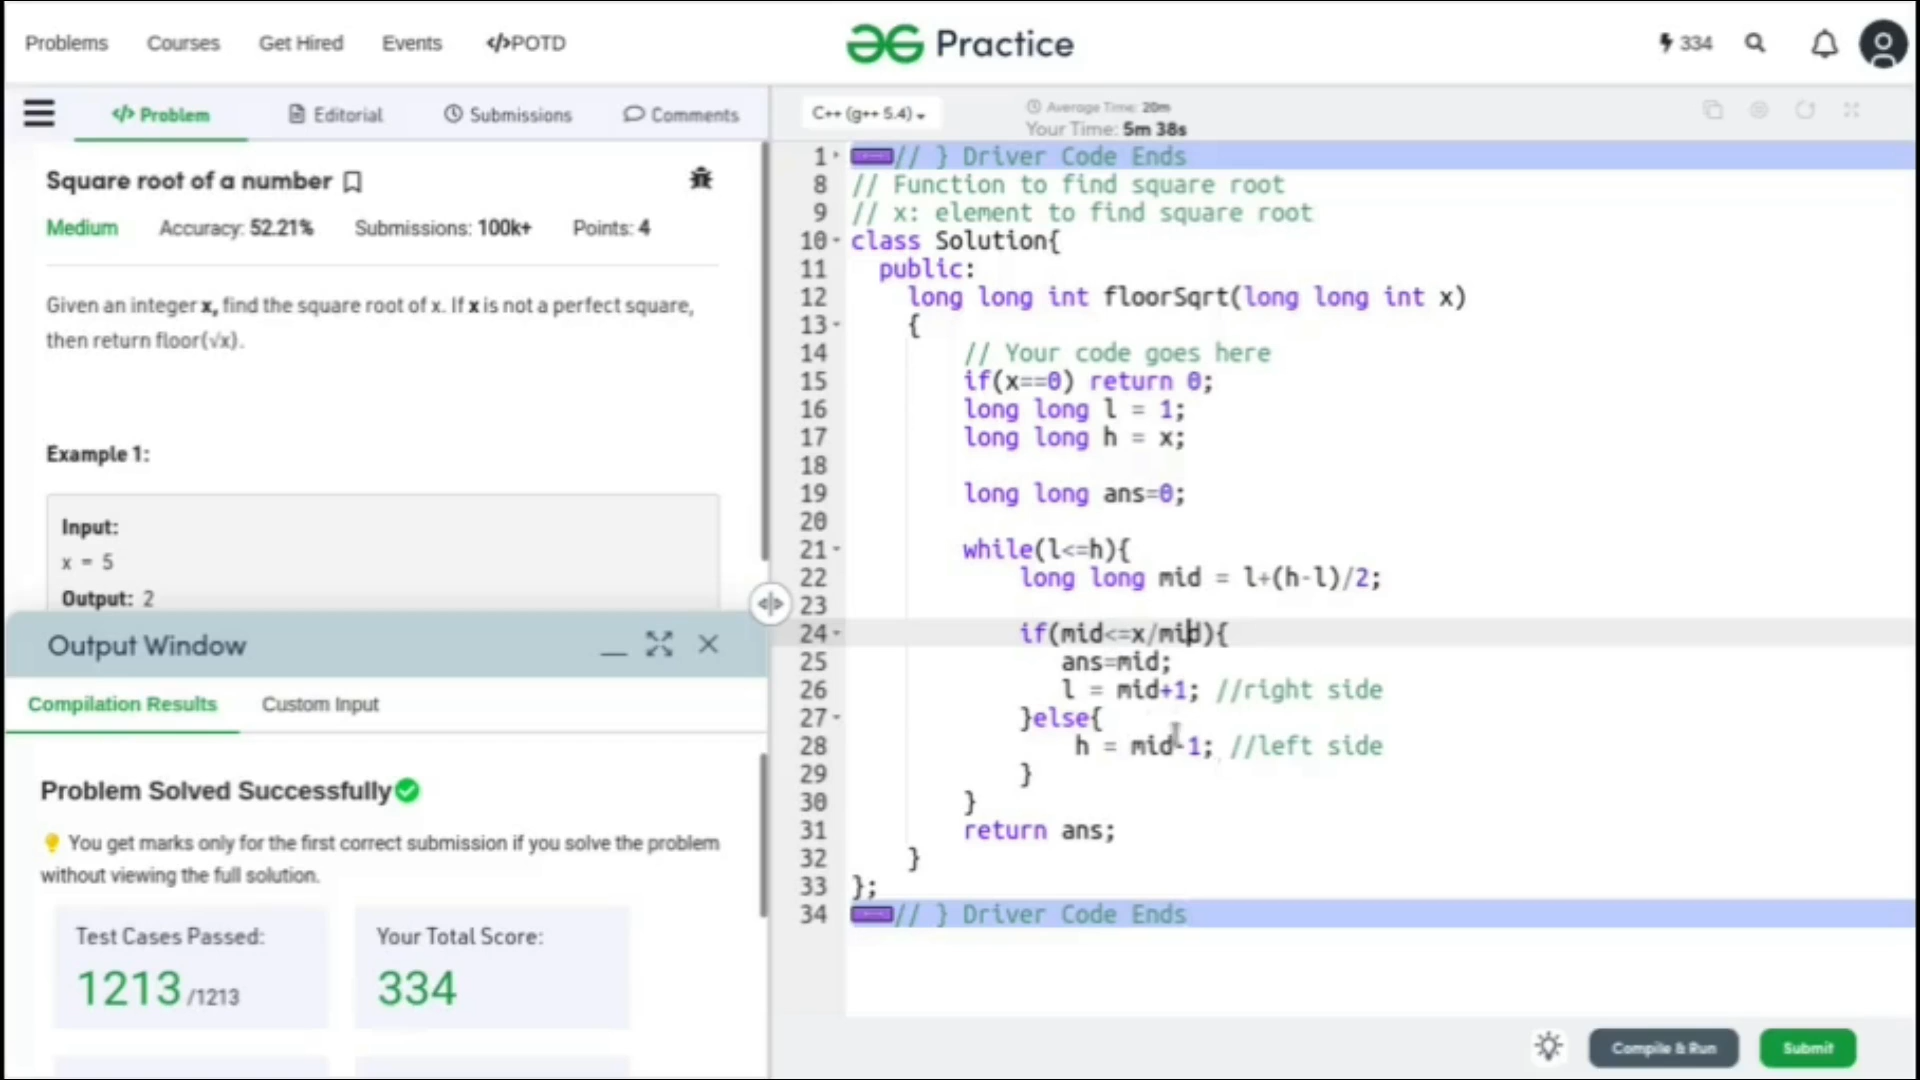 Problems Courses Get Hired Events </>POTD Practice 334
</> Problem Editorial Submissions Comments
Square root of a number
Medium Accuracy: 52.21% Submissions: 100k+ Points: 4
Given an integer x, find the square root of x. If x is not a perfect square,
then return floor(√x).
Example 1:
Input:
x = 5
Output: 2
Output Window
Compilation Results Custom Input
Problem Solved Successfully
You get marks only for the first correct submission if you solve the problem
without viewing the full solution.
Test Cases Passed:
1213 /1213
Your Total Score:
334
C++ (g++ 5.4)
Average Time: 20m
Your Time: 5m 38s
1 // } Driver Code Ends
8 // Function to find square root
9 // x: element to find square root
10 class Solution{
11 public:
12 long long int floorSqrt(long long int x)
13 {
14 // Your code goes here
15 if(x==0) return 0;
16 long long l = 1;
17 long long h = x;
18
19 long long ans=0;
20
21 while(l<=h){
22 long long mid = l+(h-l)/2;
23
24 if(mid<=x/mid){
25 ans=mid;
26 l = mid+1; //right side
27 }else{
28 h = mid-1; //left side
29 }
30 }
31 return ans;
32 }
33 };
34 // } Driver Code Ends
Compile & Run Submit